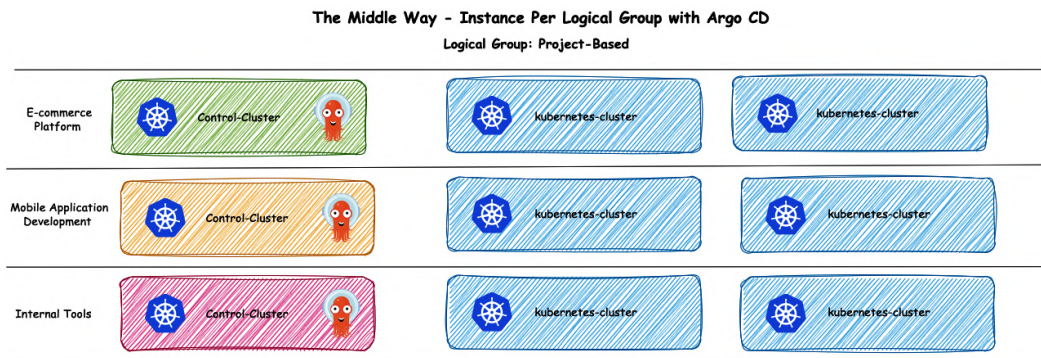 The Middle Way - Instance Per Logical Group with Argo CD
Logical Group: Project-Based
E-commerce
Platform
Control-Cluster
kubernetes-cluster
kubernetes-cluster
Mobile Application
Development
Control-Cluster
kubernetes-cluster
kubernetes-cluster
Internal Tools
Control-Cluster
kubernetes-cluster
kubernetes-cluster